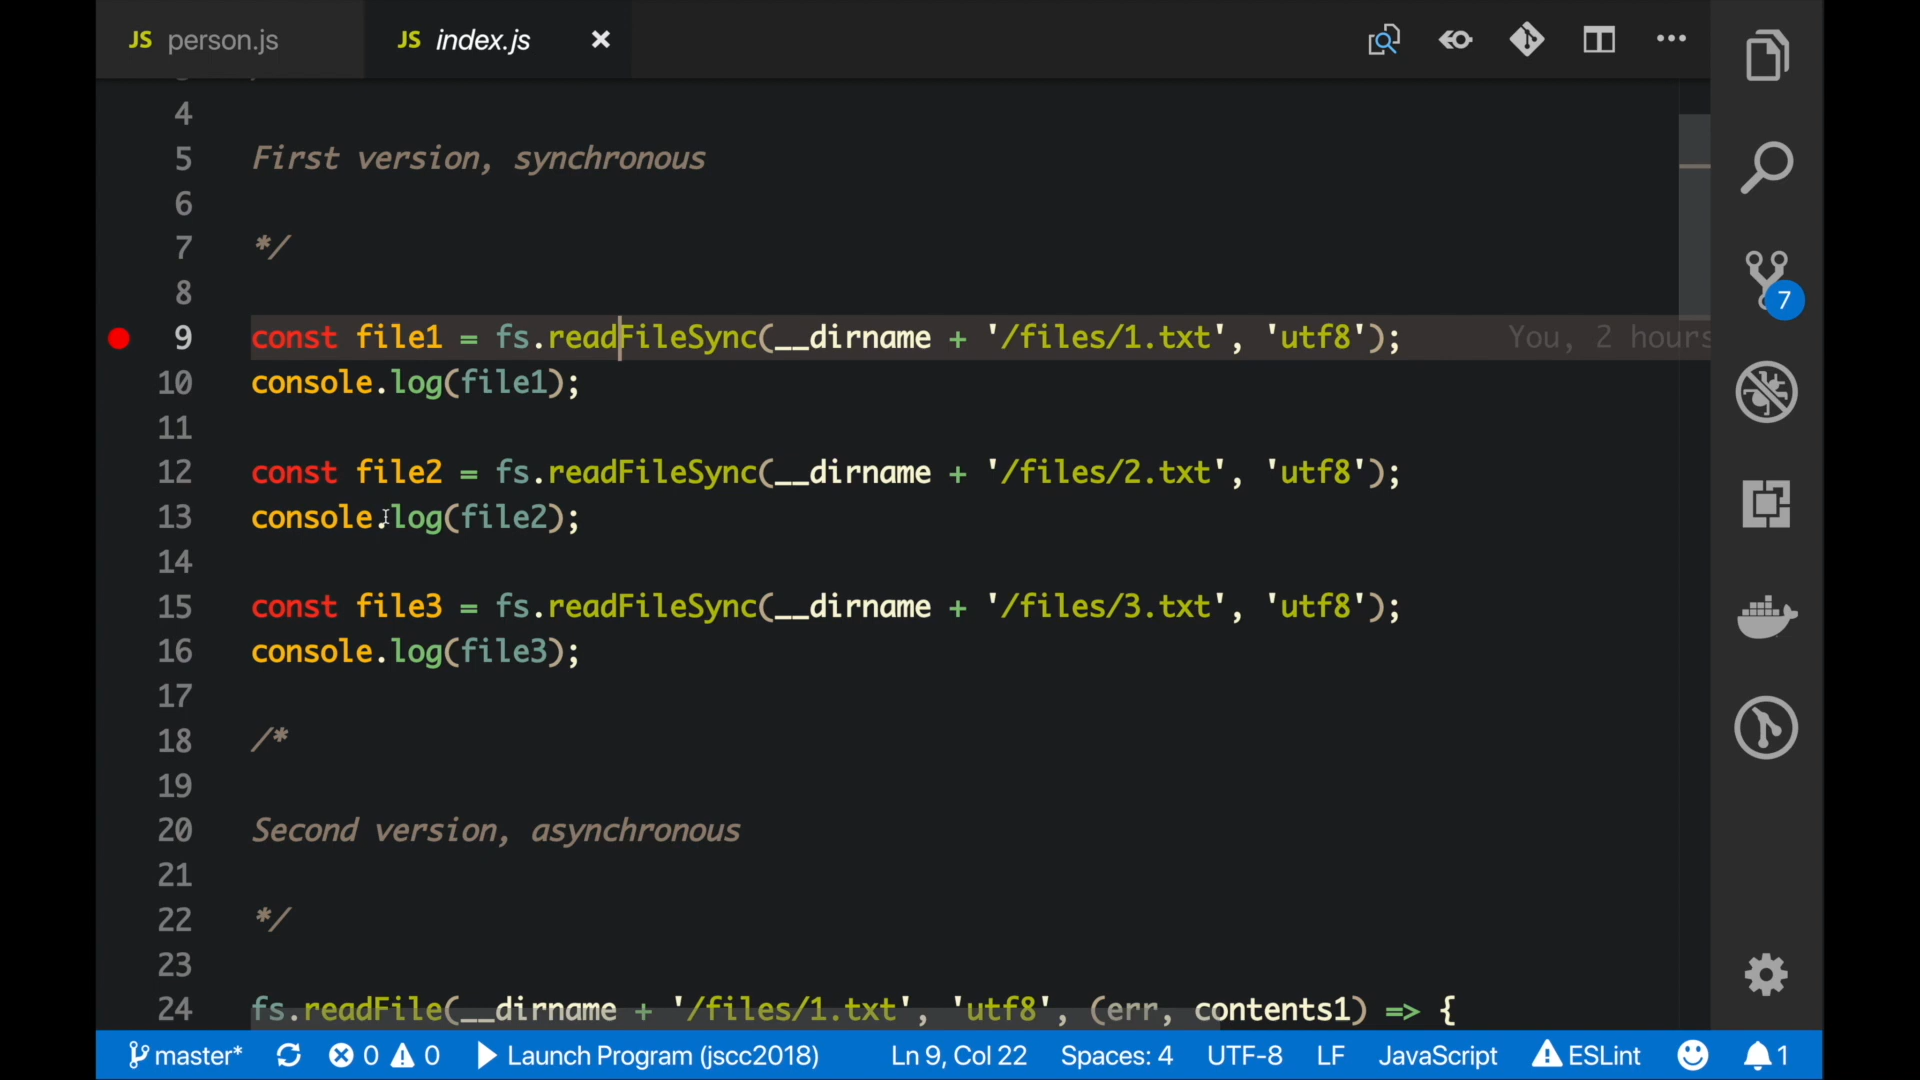 JS person.js JS index.js
4
5 First version, synchronous
6
7 */
8
9 const file1 = fs.readFileSync(__dirname + '/files/1.txt', 'utf8'); You, 2 hours
10 console.log(file1);
11
12 const file2 = fs.readFileSync(__dirname + '/files/2.txt', 'utf8');
13 console.log(file2);
14
15 const file3 = fs.readFileSync(__dirname + '/files/3.txt', 'utf8');
16 console.log(file3);
17
18 /*
19
20 Second version, asynchronous
21
22 */
23
24 fs.readFile(__dirname + '/files/1.txt', 'utf8', (err, contents1) => {
7
master* 0 0 Launch Program (jscc2018) Ln 9, Col 22 Spaces: 4 UTF-8 LF JavaScript ESLint 1